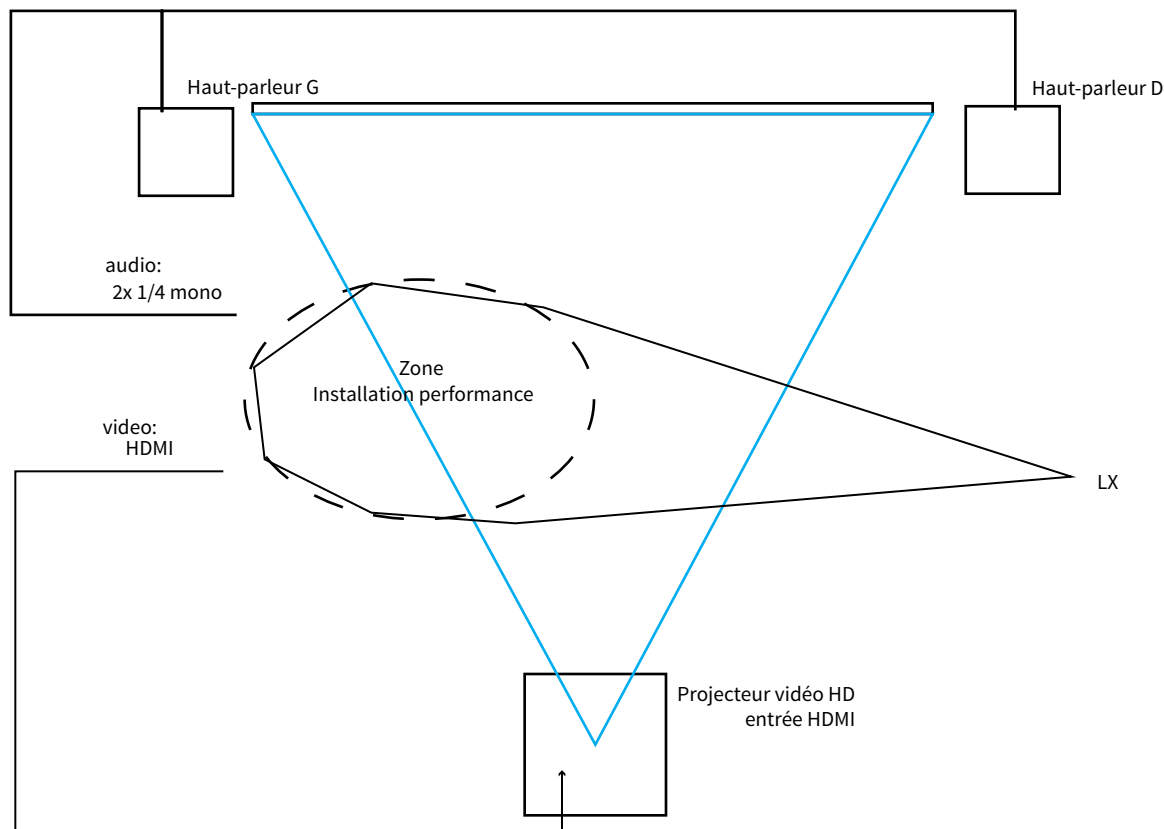 Haut-parleur G
Haut-parleur D
audio:
2x 1/4 mono
Zone
Installation performance
video:
HDMI
LX
Projecteur vidéo HD
entrée HDMI